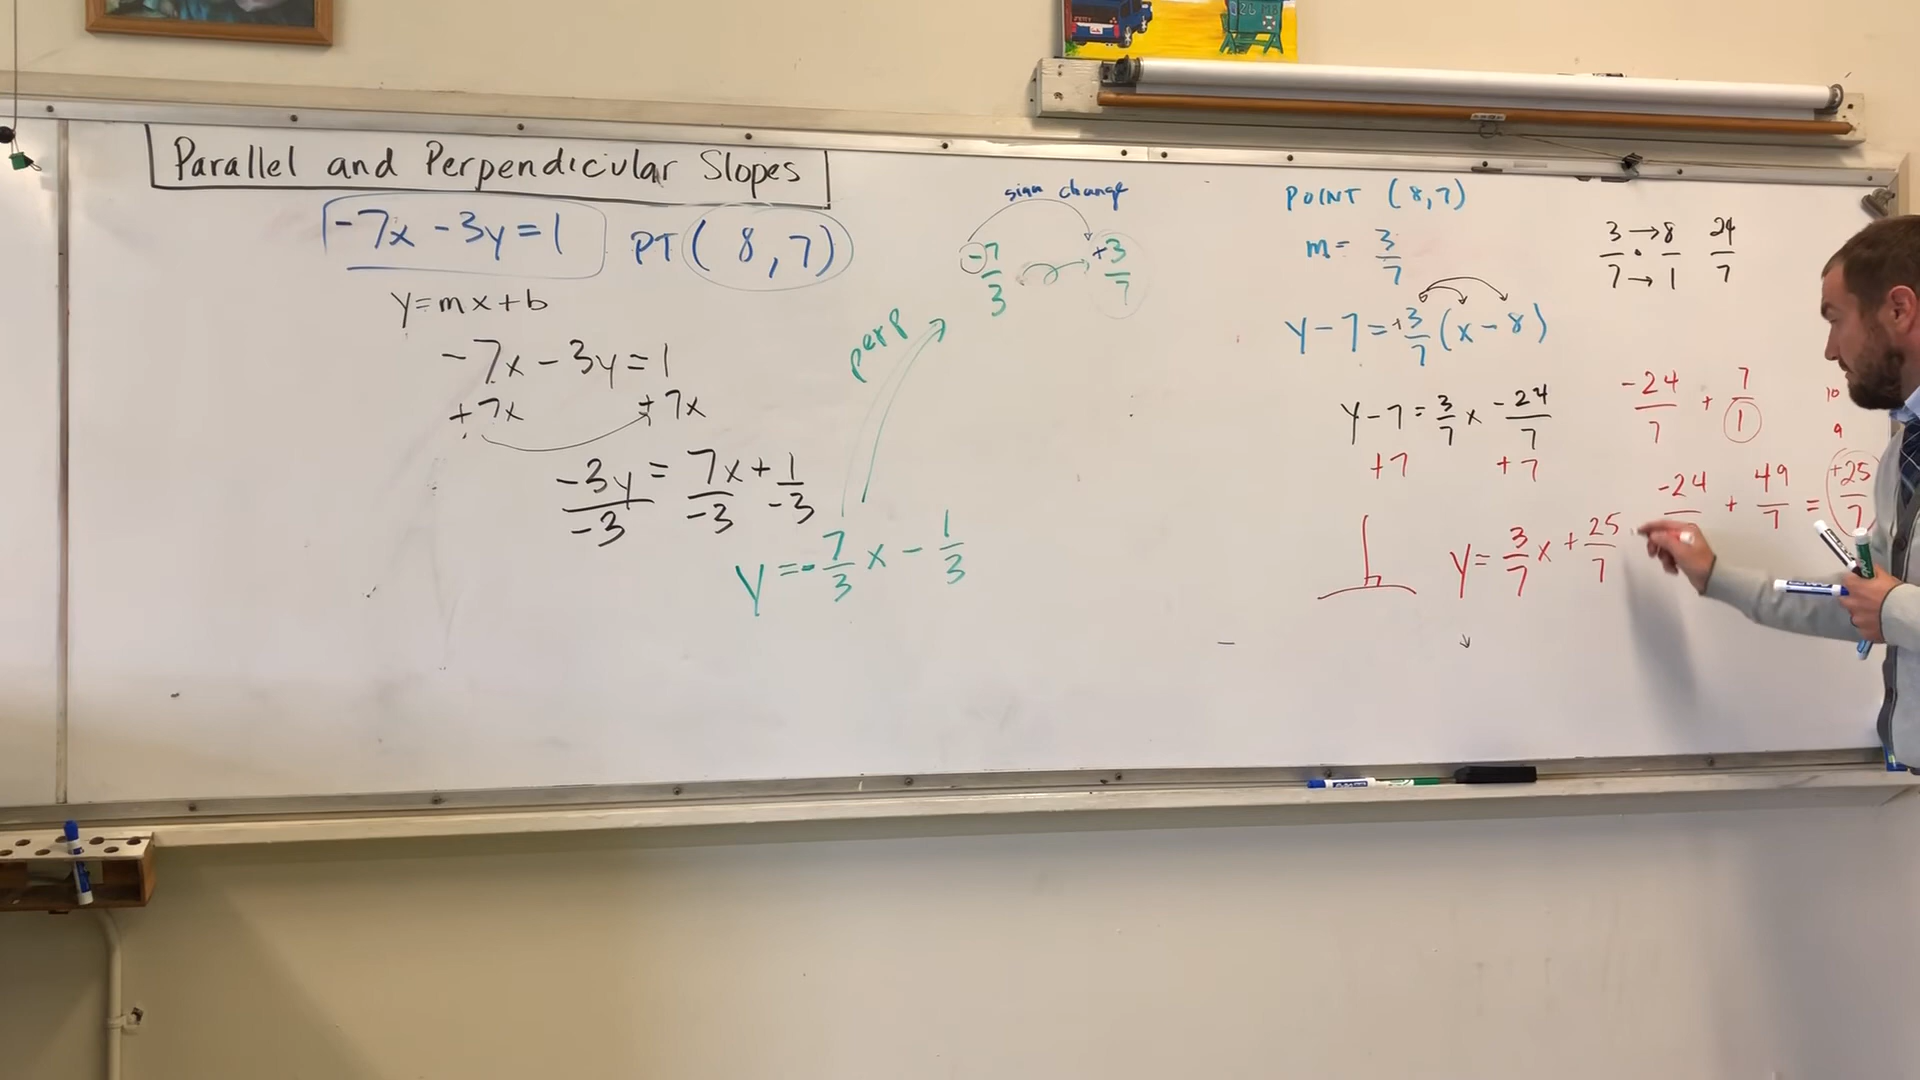 Parallel and Perpendicular Slopes
-7x - 3y = 1 PT (8,7)
y = mx + b
-7x - 3y = 1
+7x +7x
-3y = 7x + 1
-3 -3 -3
y = -7/3 x - 1/3
perp
sign change
-7/3 +3/7
POINT (8,7)
m = 3/7
y - 7 = +3/7 (x - 8)
3/7 · 8/1 24/7
y - 7 = 3/7 x - 24/7
+7 +7
-24/7 + 7/1
-24 + 49/7 = +25/7
y = 3/7 x + 25/7